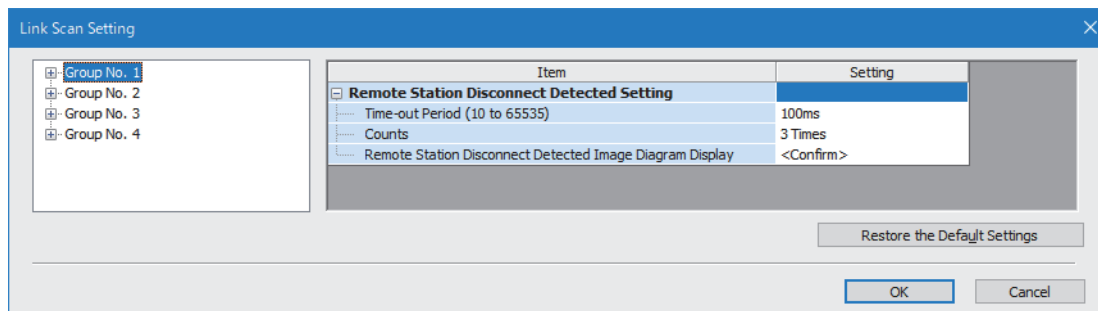 Link Scan Setting
Group No. 1
Group No. 2
Group No. 3
Group No. 4
Item Setting
Remote Station Disconnect Detected Setting
Time-out Period (10 to 65535) 100ms
Counts 3 Times
Remote Station Disconnect Detected Image Diagram Display <Confirm>
Restore the Default Settings
OK Cancel